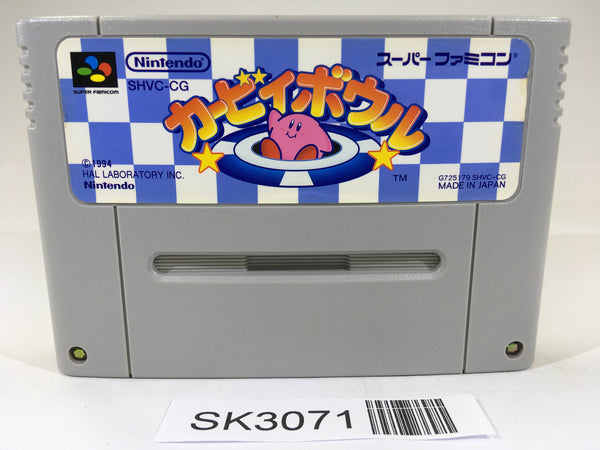 SUPER FAMICOM
Nintendo
SHVC-CG
スーパーファミコン
カービィボウル
©1994
HAL LABORATORY INC.
Nintendo
TM
G725179 SHVC-CG
MADE IN JAPAN
SK3071